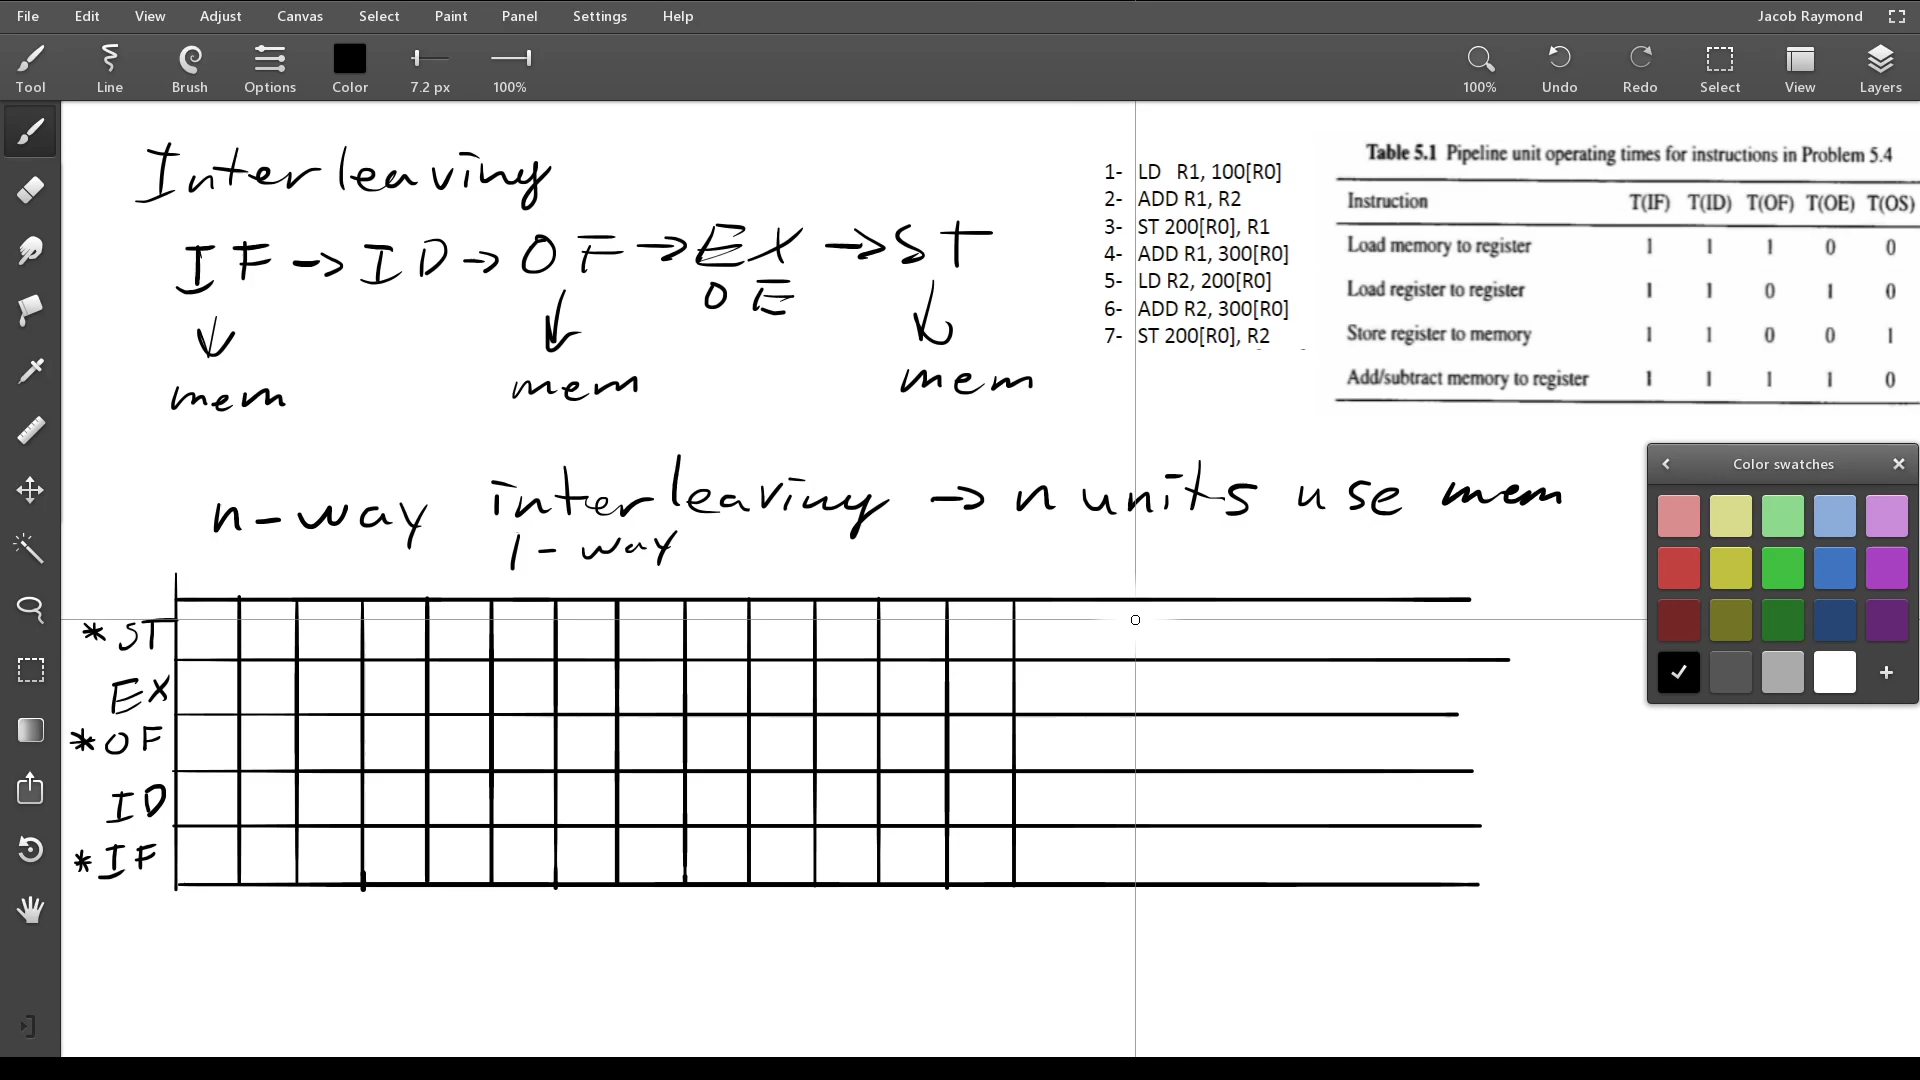 File Edit View Adjust Canvas Select Paint Panel Settings Help Jacob Raymond
Tool Line Brush Options Color 7.2 px 100% 100% Undo Redo Select View Layers
Interleaving
IF -> ID -> OF -> EX -> ST
OE
mem mem mem
1- LD R1, 100[R0]
2- ADD R1, R2
3- ST 200[R0], R1
4- ADD R1, 300[R0]
5- LD R2, 200[R0]
6- ADD R2, 300[R0]
7- ST 200[R0], R2
Table 5.1 Pipeline unit operating times for instructions in Problem 5.4
Instruction T(IF) T(ID) T(OF) T(OE) T(OS)
Load memory to register 1 1 1 0 0
Load register to register 1 1 0 1 0
Store register to memory 1 1 0 0 1
Add/subtract memory to register 1 1 1 1 0
Color swatches
n-way interleaving -> n units use mem
1-way
*ST
EX
*OF
ID
*IF